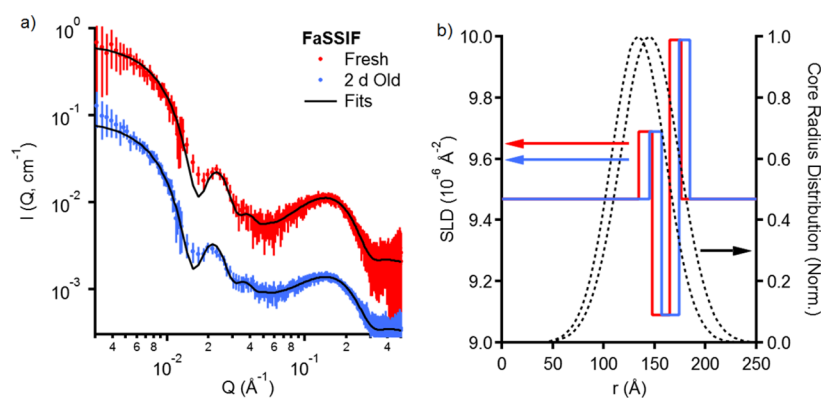 a)
FaSSIF
Fresh
2 d Old
Fits
I (Q, cm⁻¹)
10⁰
10⁻¹
10⁻²
10⁻³
4 6 8 2 4 6 8 2 4
10⁻² 10⁻¹
Q (Å⁻¹)
b)
SLD (10⁻⁶ Å⁻²)
10.0
9.8
9.6
9.4
9.2
9.0
0 50 100 150 200 250
r (Å)
1.0
0.8
0.6
0.4
0.2
0.0
Core Radius Distribution (Norm.)